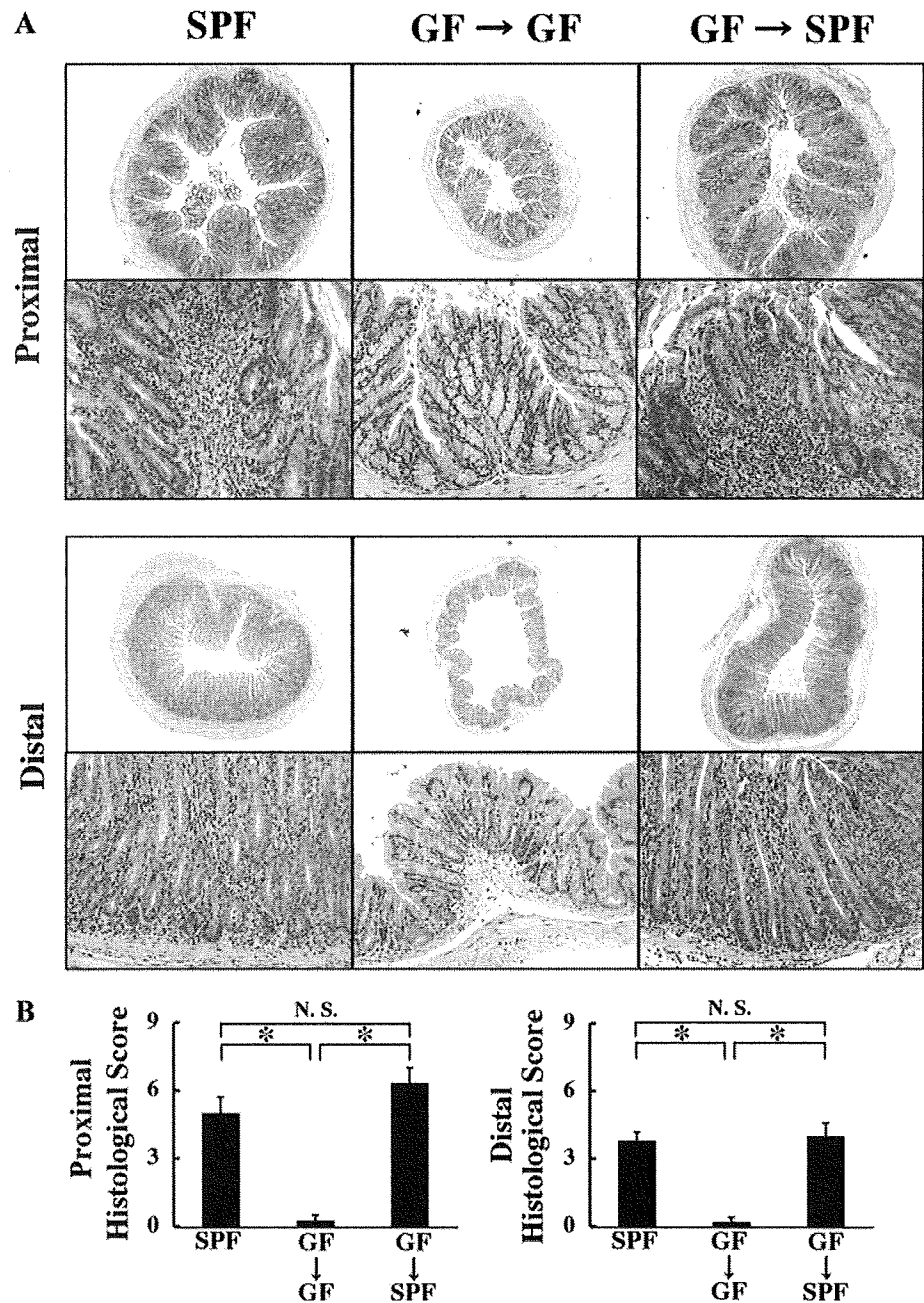 A
SPF
GF → GF
GF → SPF
Proximal
Distal
B
Proximal
Histological Score
9
6
3
0
N. S.
*
*
SPF
GF
↓
GF
GF
↓
SPF
Distal
Histological Score
9
6
3
0
N. S.
*
*
SPF
GF
↓
GF
GF
↓
SPF